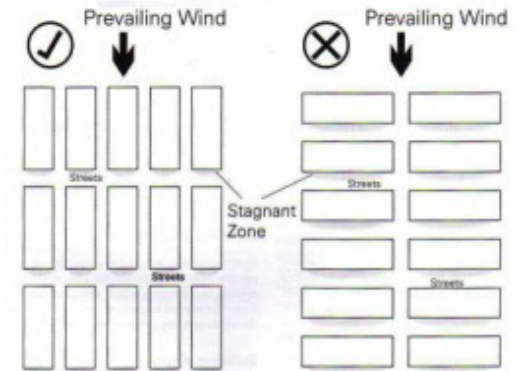 Prevailing Wind
Prevailing Wind
Streets
Streets
Stagnant
Zone
Streets
Streets